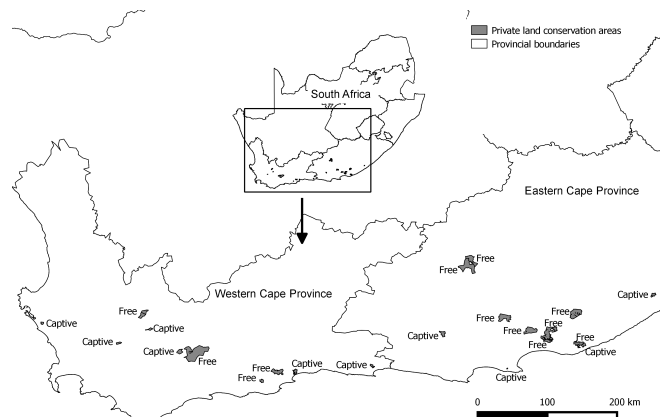 Private land conservation areas
Provincial boundaries
South Africa
Eastern Cape Province
Free
Free
Western Cape Province
Captive
Free
Captive
Captive
Captive
Free
Free
Free
Captive
Captive
Free
Free
Free
Free
Free
Free
Captive
Captive
Captive
0 100 200 km